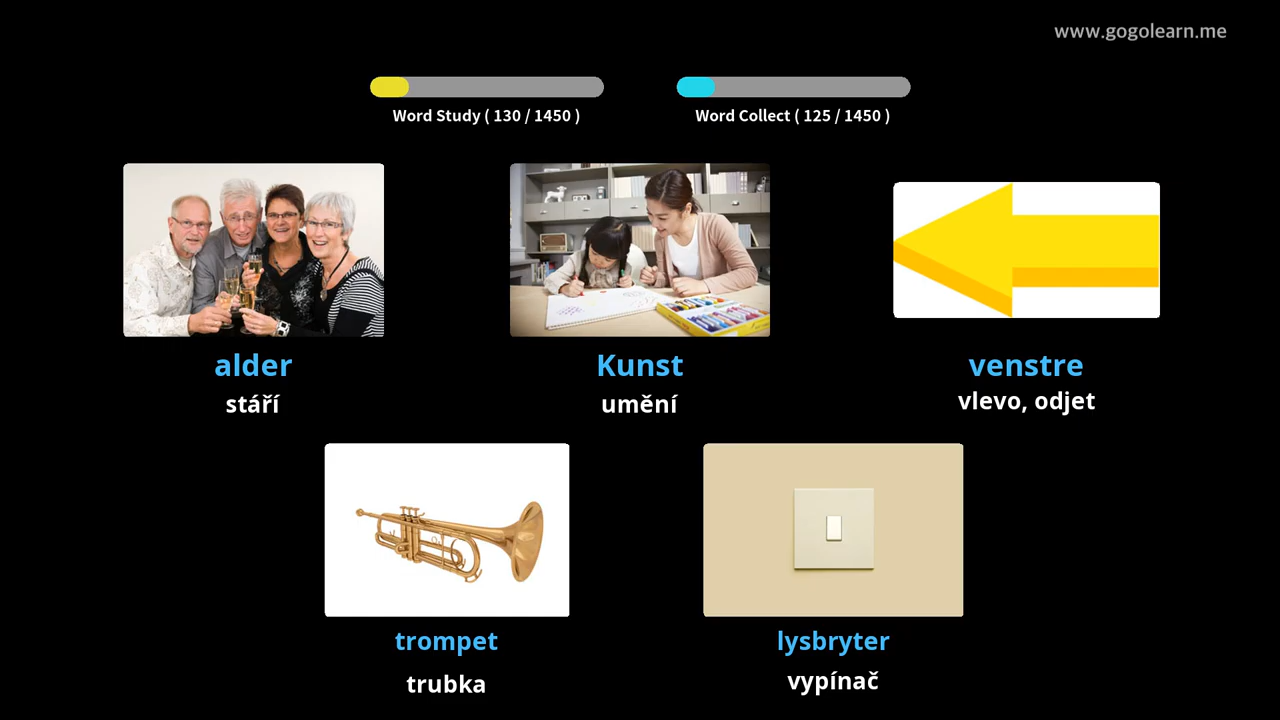 www.gogolearn.me
Word Study ( 130 / 1450 )
Word Collect ( 125 / 1450 )
alder
stáří
Kunst
umění
venstre
vlevo, odjet
trompet
trubka
lysbryter
vypínač